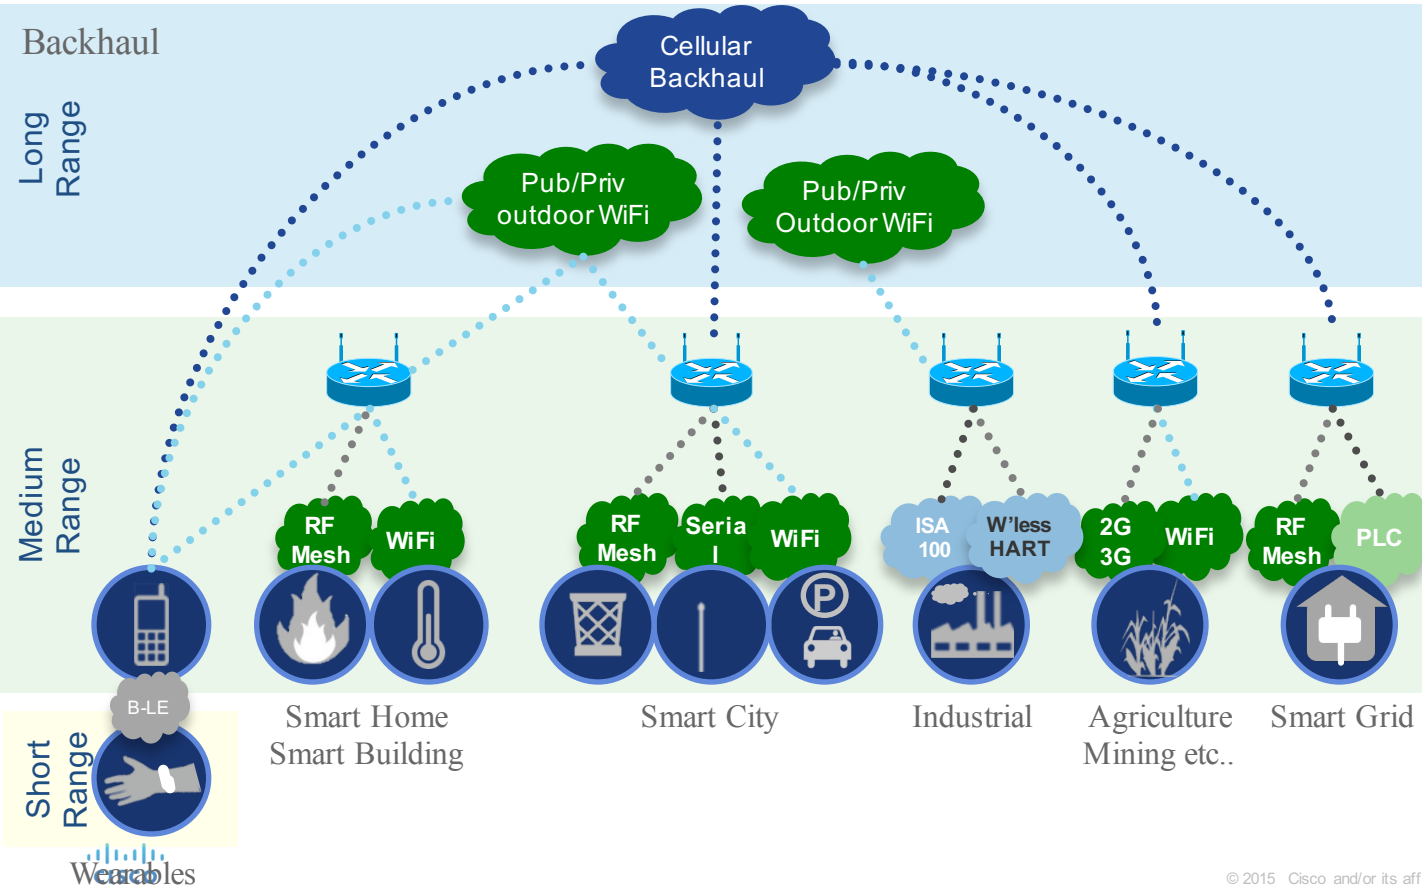 Backhaul
Cellular
Backhaul
Long
Range
Pub/Priv
outdoor WiFi
Pub/Priv
Outdoor WiFi
Medium
Range
RF
Mesh
WiFi
RF
Mesh
Seria
l
WiFi
ISA
100
W'less
HART
2G
3G
WiFi
RF
Mesh
PLC
P
B-LE
Smart Home
Smart Building
Smart City
Industrial
Agriculture
Mining etc..
Smart Grid
Short
Range
Wearables
CISCO
© 2015 Cisco and/or its aff